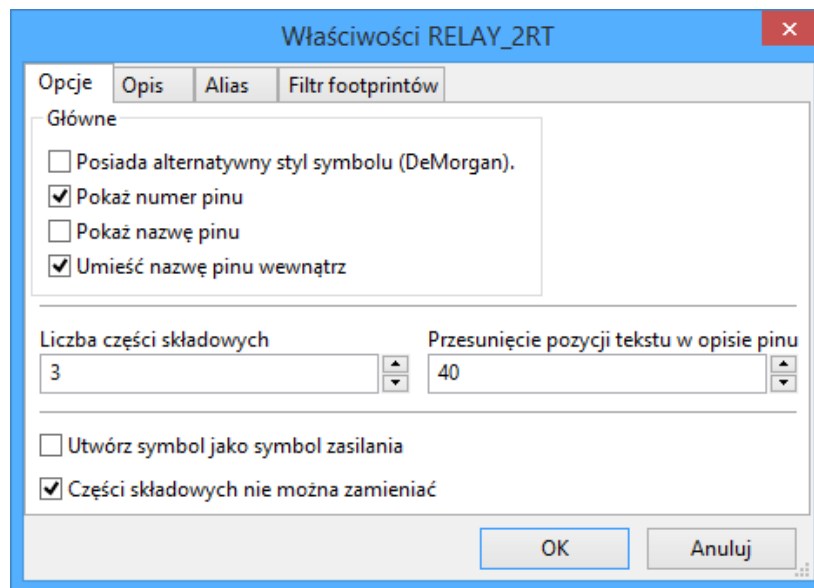 Właściwości RELAY_2RT
Opcje Opis Alias Filtr footprintów
Główne
Posiada alternatywny styl symbolu (DeMorgan).
Pokaż numer pinu
Pokaż nazwę pinu
Umieść nazwę pinu wewnątrz
Liczba części składowych Przesunięcie pozycji tekstu w opisie pinu
3 40
Utwórz symbol jako symbol zasilania
Części składowych nie można zamieniać
OK Anuluj